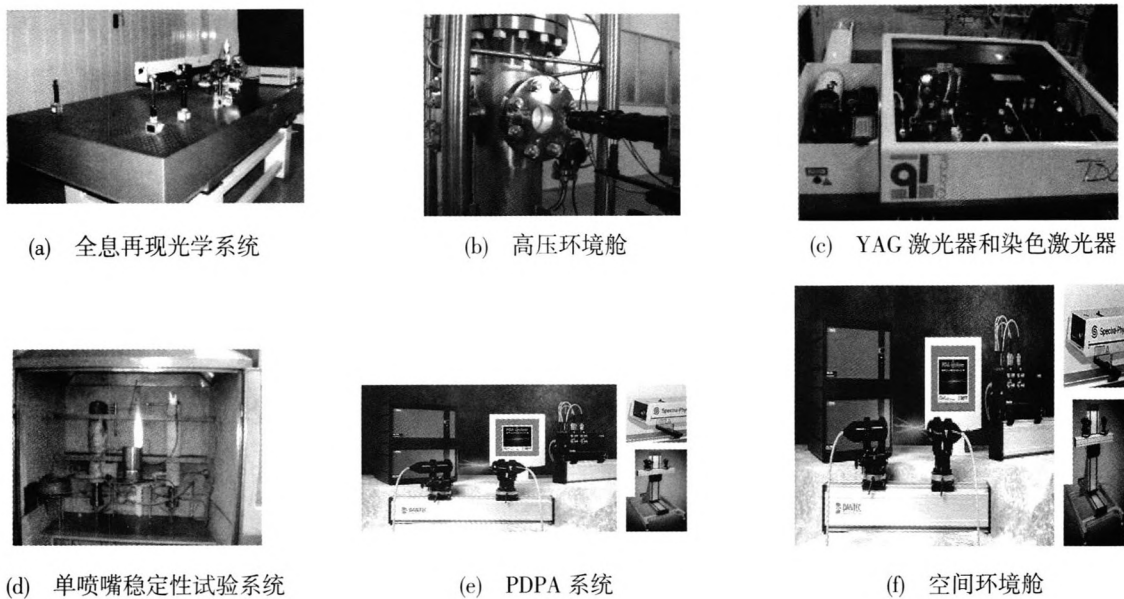 (a) 全息再现光学系统
(b) 高压环境舱
(c) YAG 激光器和染色激光器
(d) 单喷嘴稳定性试验系统
DANTEC
(e) PDPA 系统
DANTEC
(f) 空间环境舱